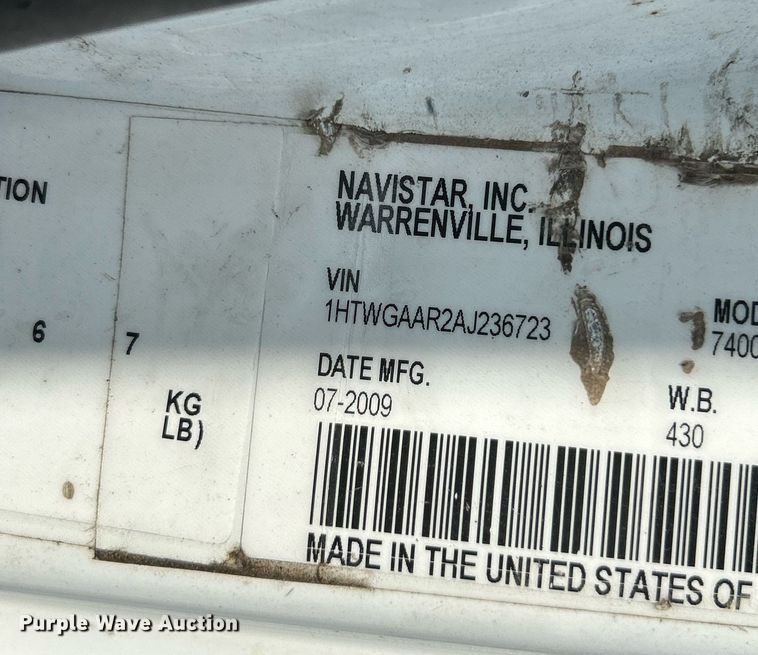 TION
6
7
KG
LB)
NAVISTAR, INC.
WARRENVILLE, ILLINOIS
VIN
1HTWGAAR2AJ236723
MOD
7400
DATE MFG.
07-2009
W.B.
430
MADE IN THE UNITED STATES OF
Purple Wave Auction